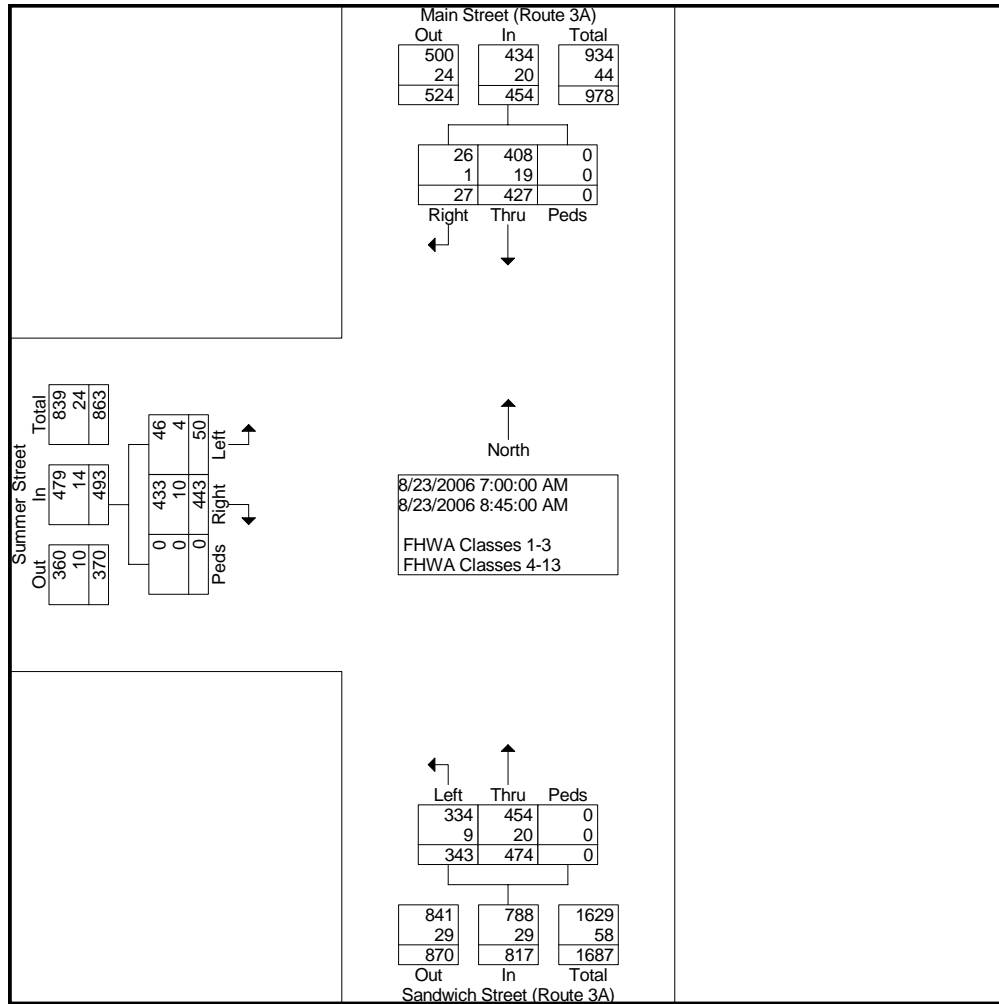 Main Street (Route 3A)
Out In Total
500 434 934
24 20 44
524 454 978
26 408 0
1 19 0
27 427 0
Right Thru Peds
Summer Street
Total In Out
839 479 360
24 14 10
863 493 370
46 433 0
4 10 0
50 443 0
Left Right Peds
North
8/23/2006 7:00:00 AM
8/23/2006 8:45:00 AM
FHWA Classes 1-3
FHWA Classes 4-13
Left Thru Peds
334 454 0
9 20 0
343 474 0
841 788 1629
29 29 58
870 817 1687
Out In Total
Sandwich Street (Route 3A)